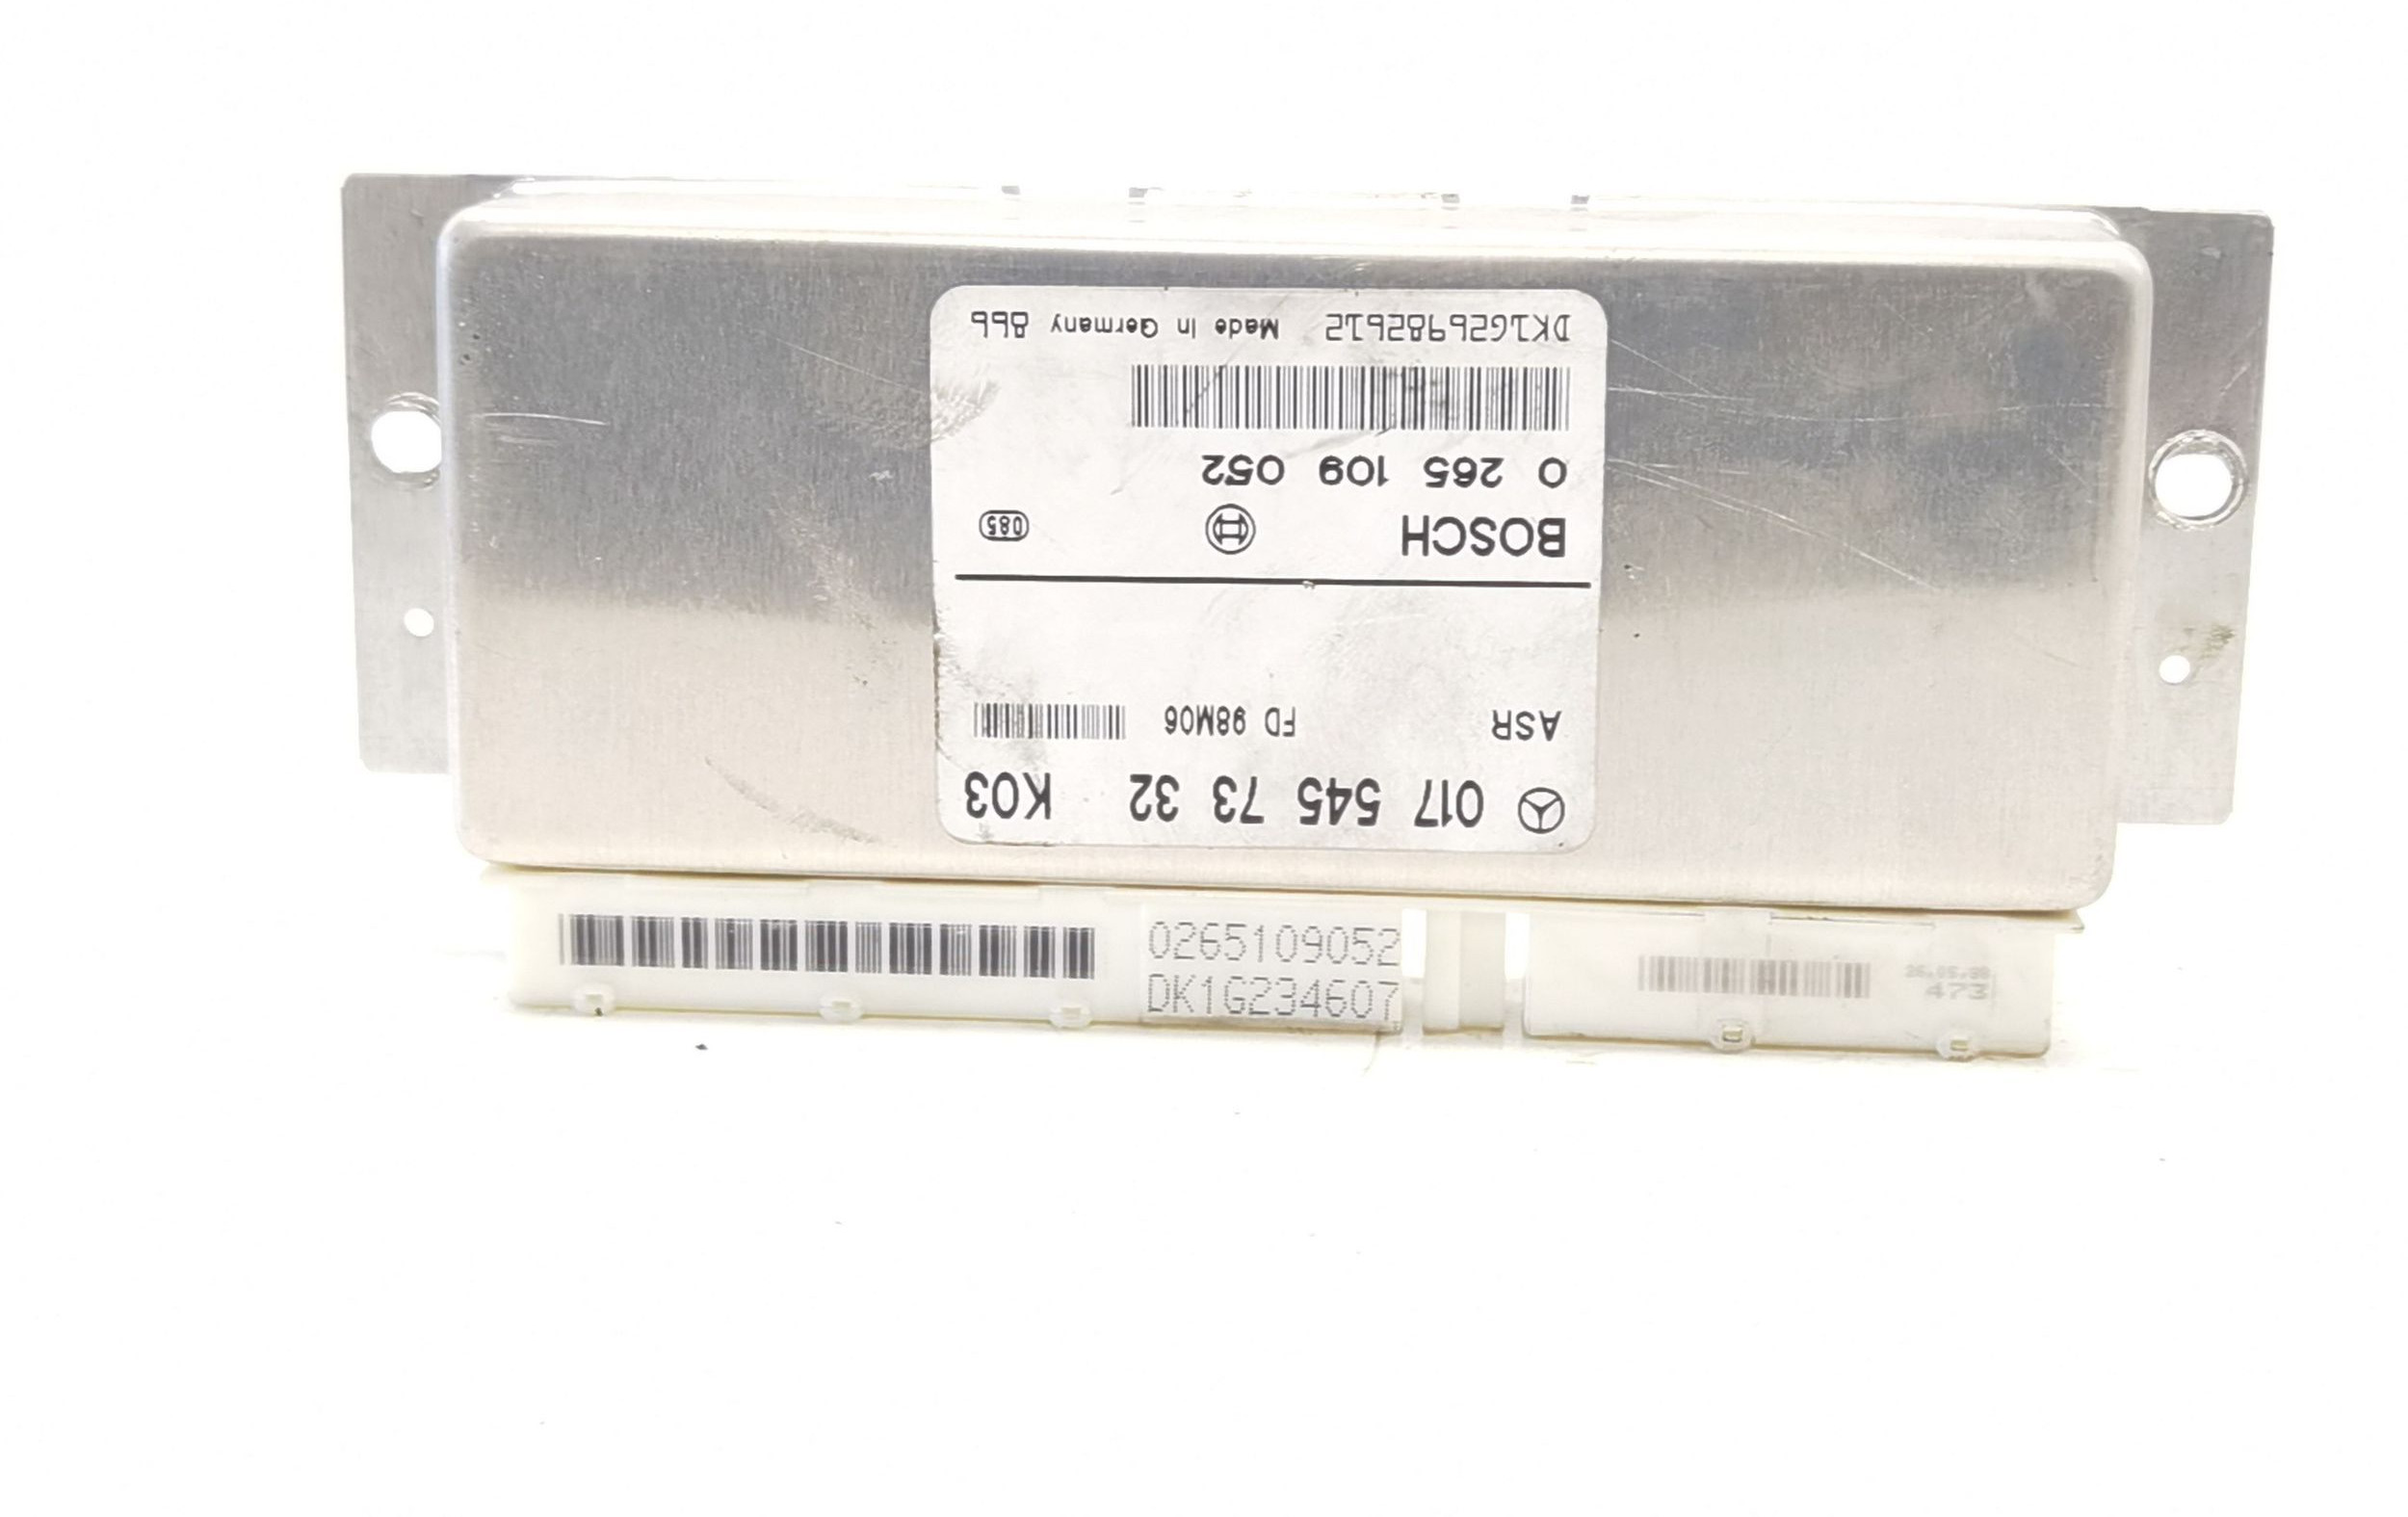 017 545 73 32 K03
ASR FD 98M06
BOSCH 085
0 265 109 052
DK1G26982612 Made in Germany 866
0265109052
DK1G234607
473